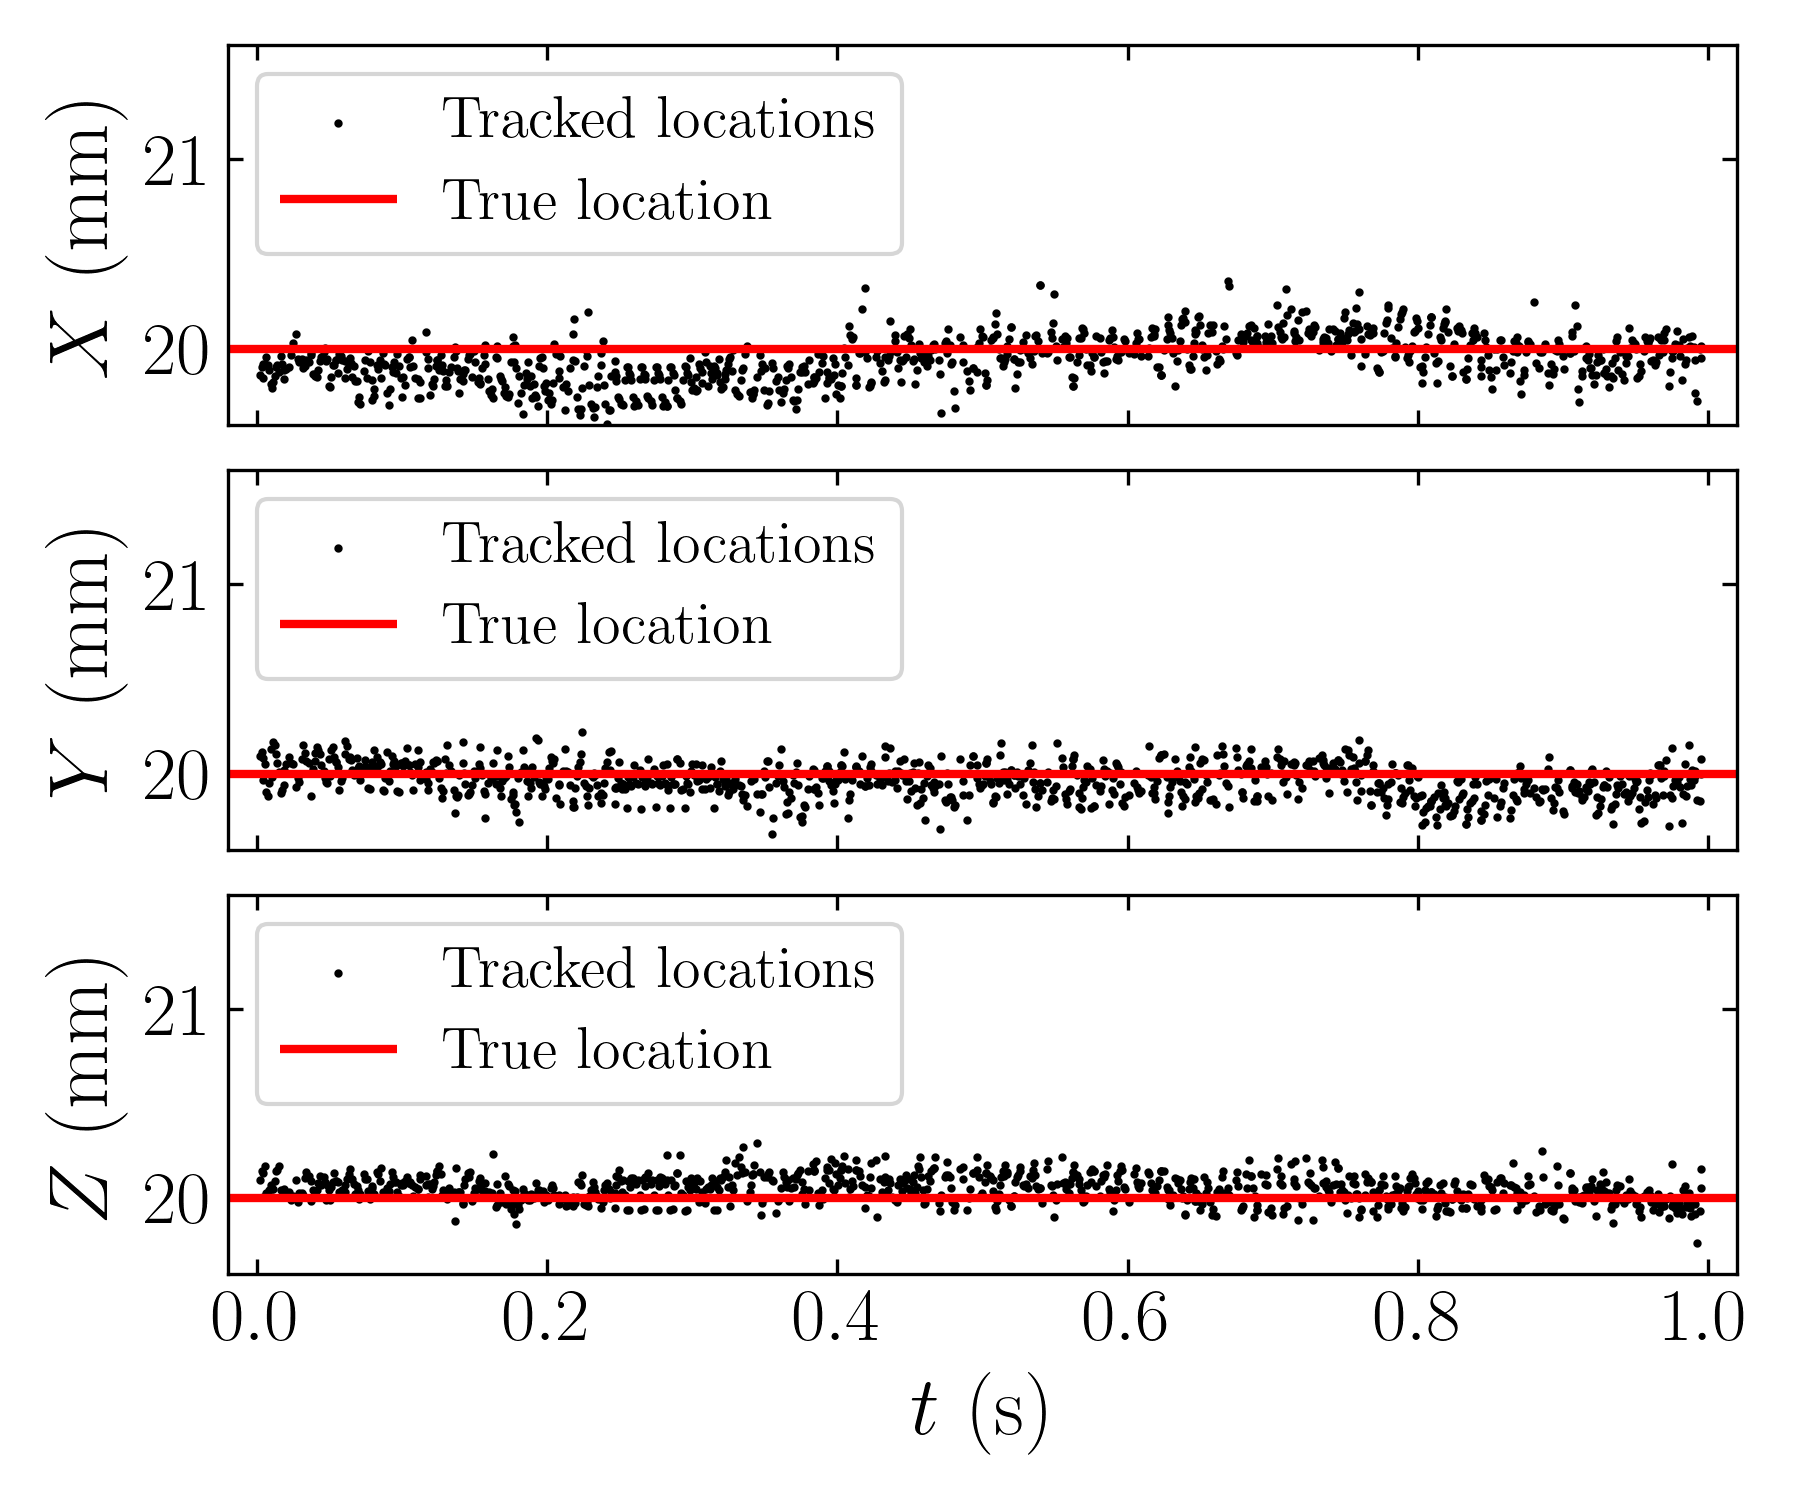 X (mm)
21
20
Tracked locations
True location
Y (mm)
21
20
Tracked locations
True location
Z (mm)
21
20
Tracked locations
True location
0.0 0.2 0.4 0.6 0.8 1.0
t (s)